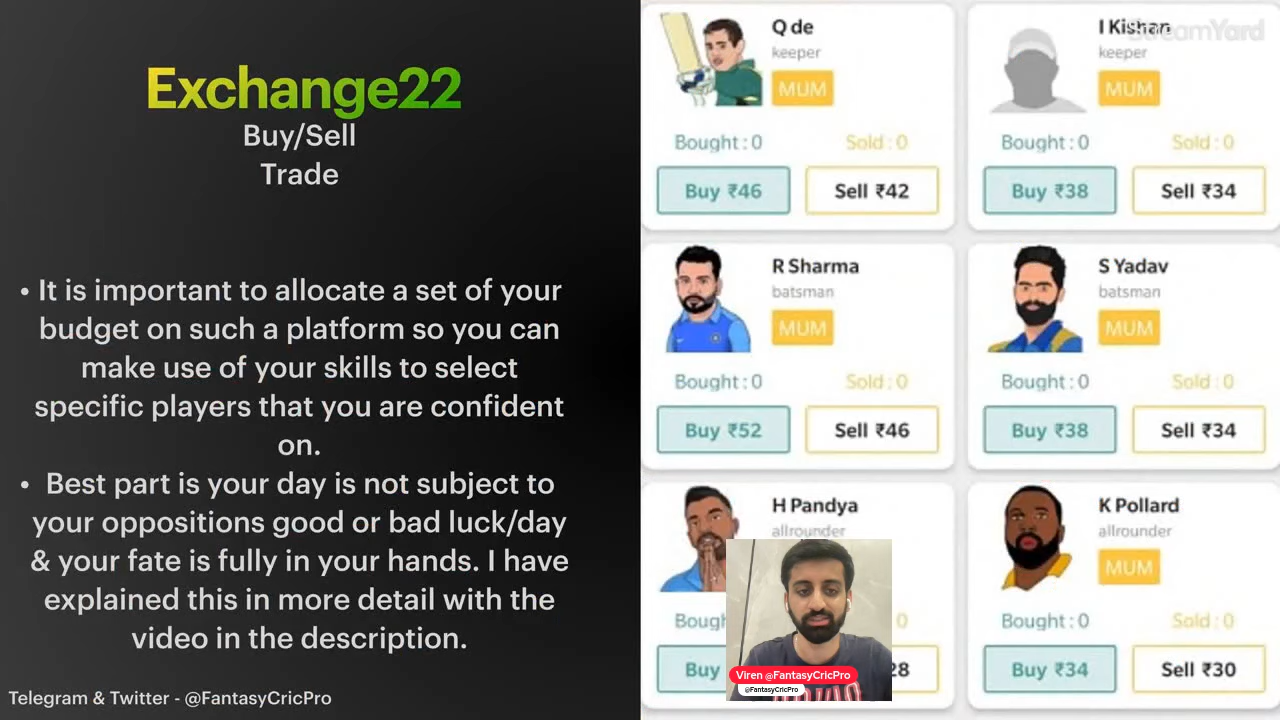 Exchange22
Buy/Sell
Trade
• It is important to allocate a set of your
budget on such a platform so you can
make use of your skills to select
specific players that you are confident
on.
• Best part is your day is not subject to
your oppositions good or bad luck/day
& your fate is fully in your hands. I have
explained this in more detail with the
video in the description.
Telegram & Twitter - @FantasyCricPro
StreamYard
Q de
keeper
MUM
Bought : 0 Sold : 0
Buy ₹46 Sell ₹42
I Kishan
keeper
MUM
Bought : 0 Sold : 0
Buy ₹38 Sell ₹34
R Sharma
batsman
MUM
Bought : 0 Sold : 0
Buy ₹52 Sell ₹46
S Yadav
batsman
MUM
Bought : 0 Sold : 0
Buy ₹38 Sell ₹34
H Pandya
allrounder
0
Buy 28
K Pollard
allrounder
MUM
Bought : 0 Sold : 0
Buy ₹34 Sell ₹30
Viren @FantasyCricPro
@FantasyCricPro